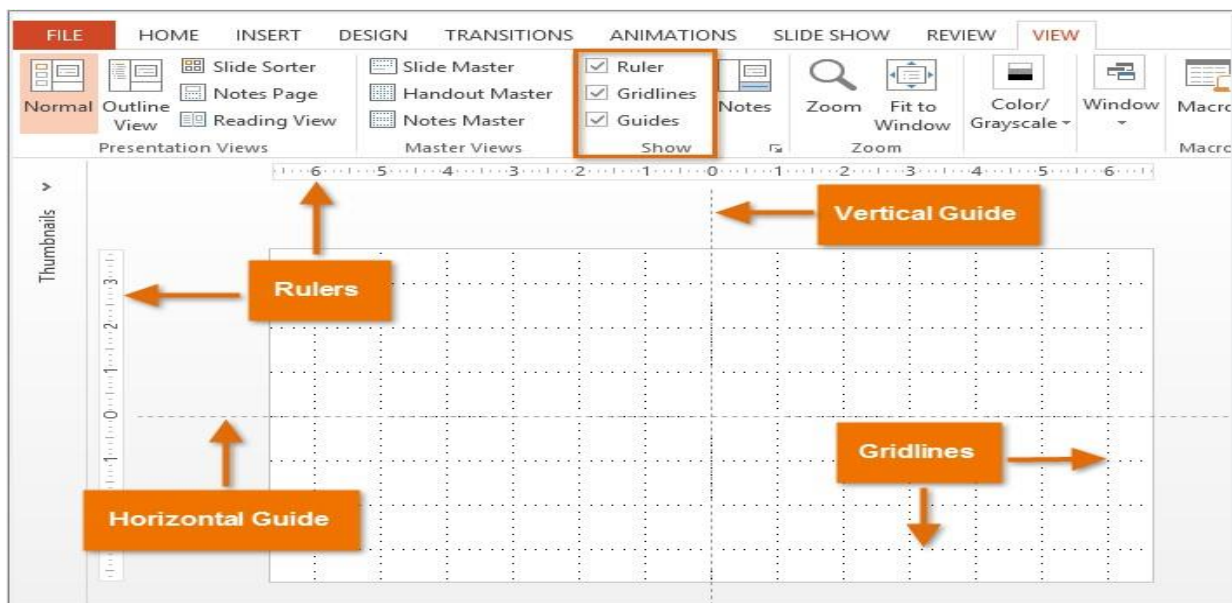 FILE HOME INSERT DESIGN TRANSITIONS ANIMATIONS SLIDE SHOW REVIEW VIEW
Normal
Outline View
Slide Sorter
Notes Page
Reading View
Presentation Views
Slide Master
Handout Master
Notes Master
Master Views
Ruler
Gridlines
Guides
Show
Notes
Zoom
Fit to
Window
Zoom
Color/
Grayscale
Window
Macro
Macro
6 5 4 3 2 1 0 1 2 3 4 5 6
Thumbnails
Vertical Guide
Rulers
3
2
1
0
1
Gridlines
Horizontal Guide